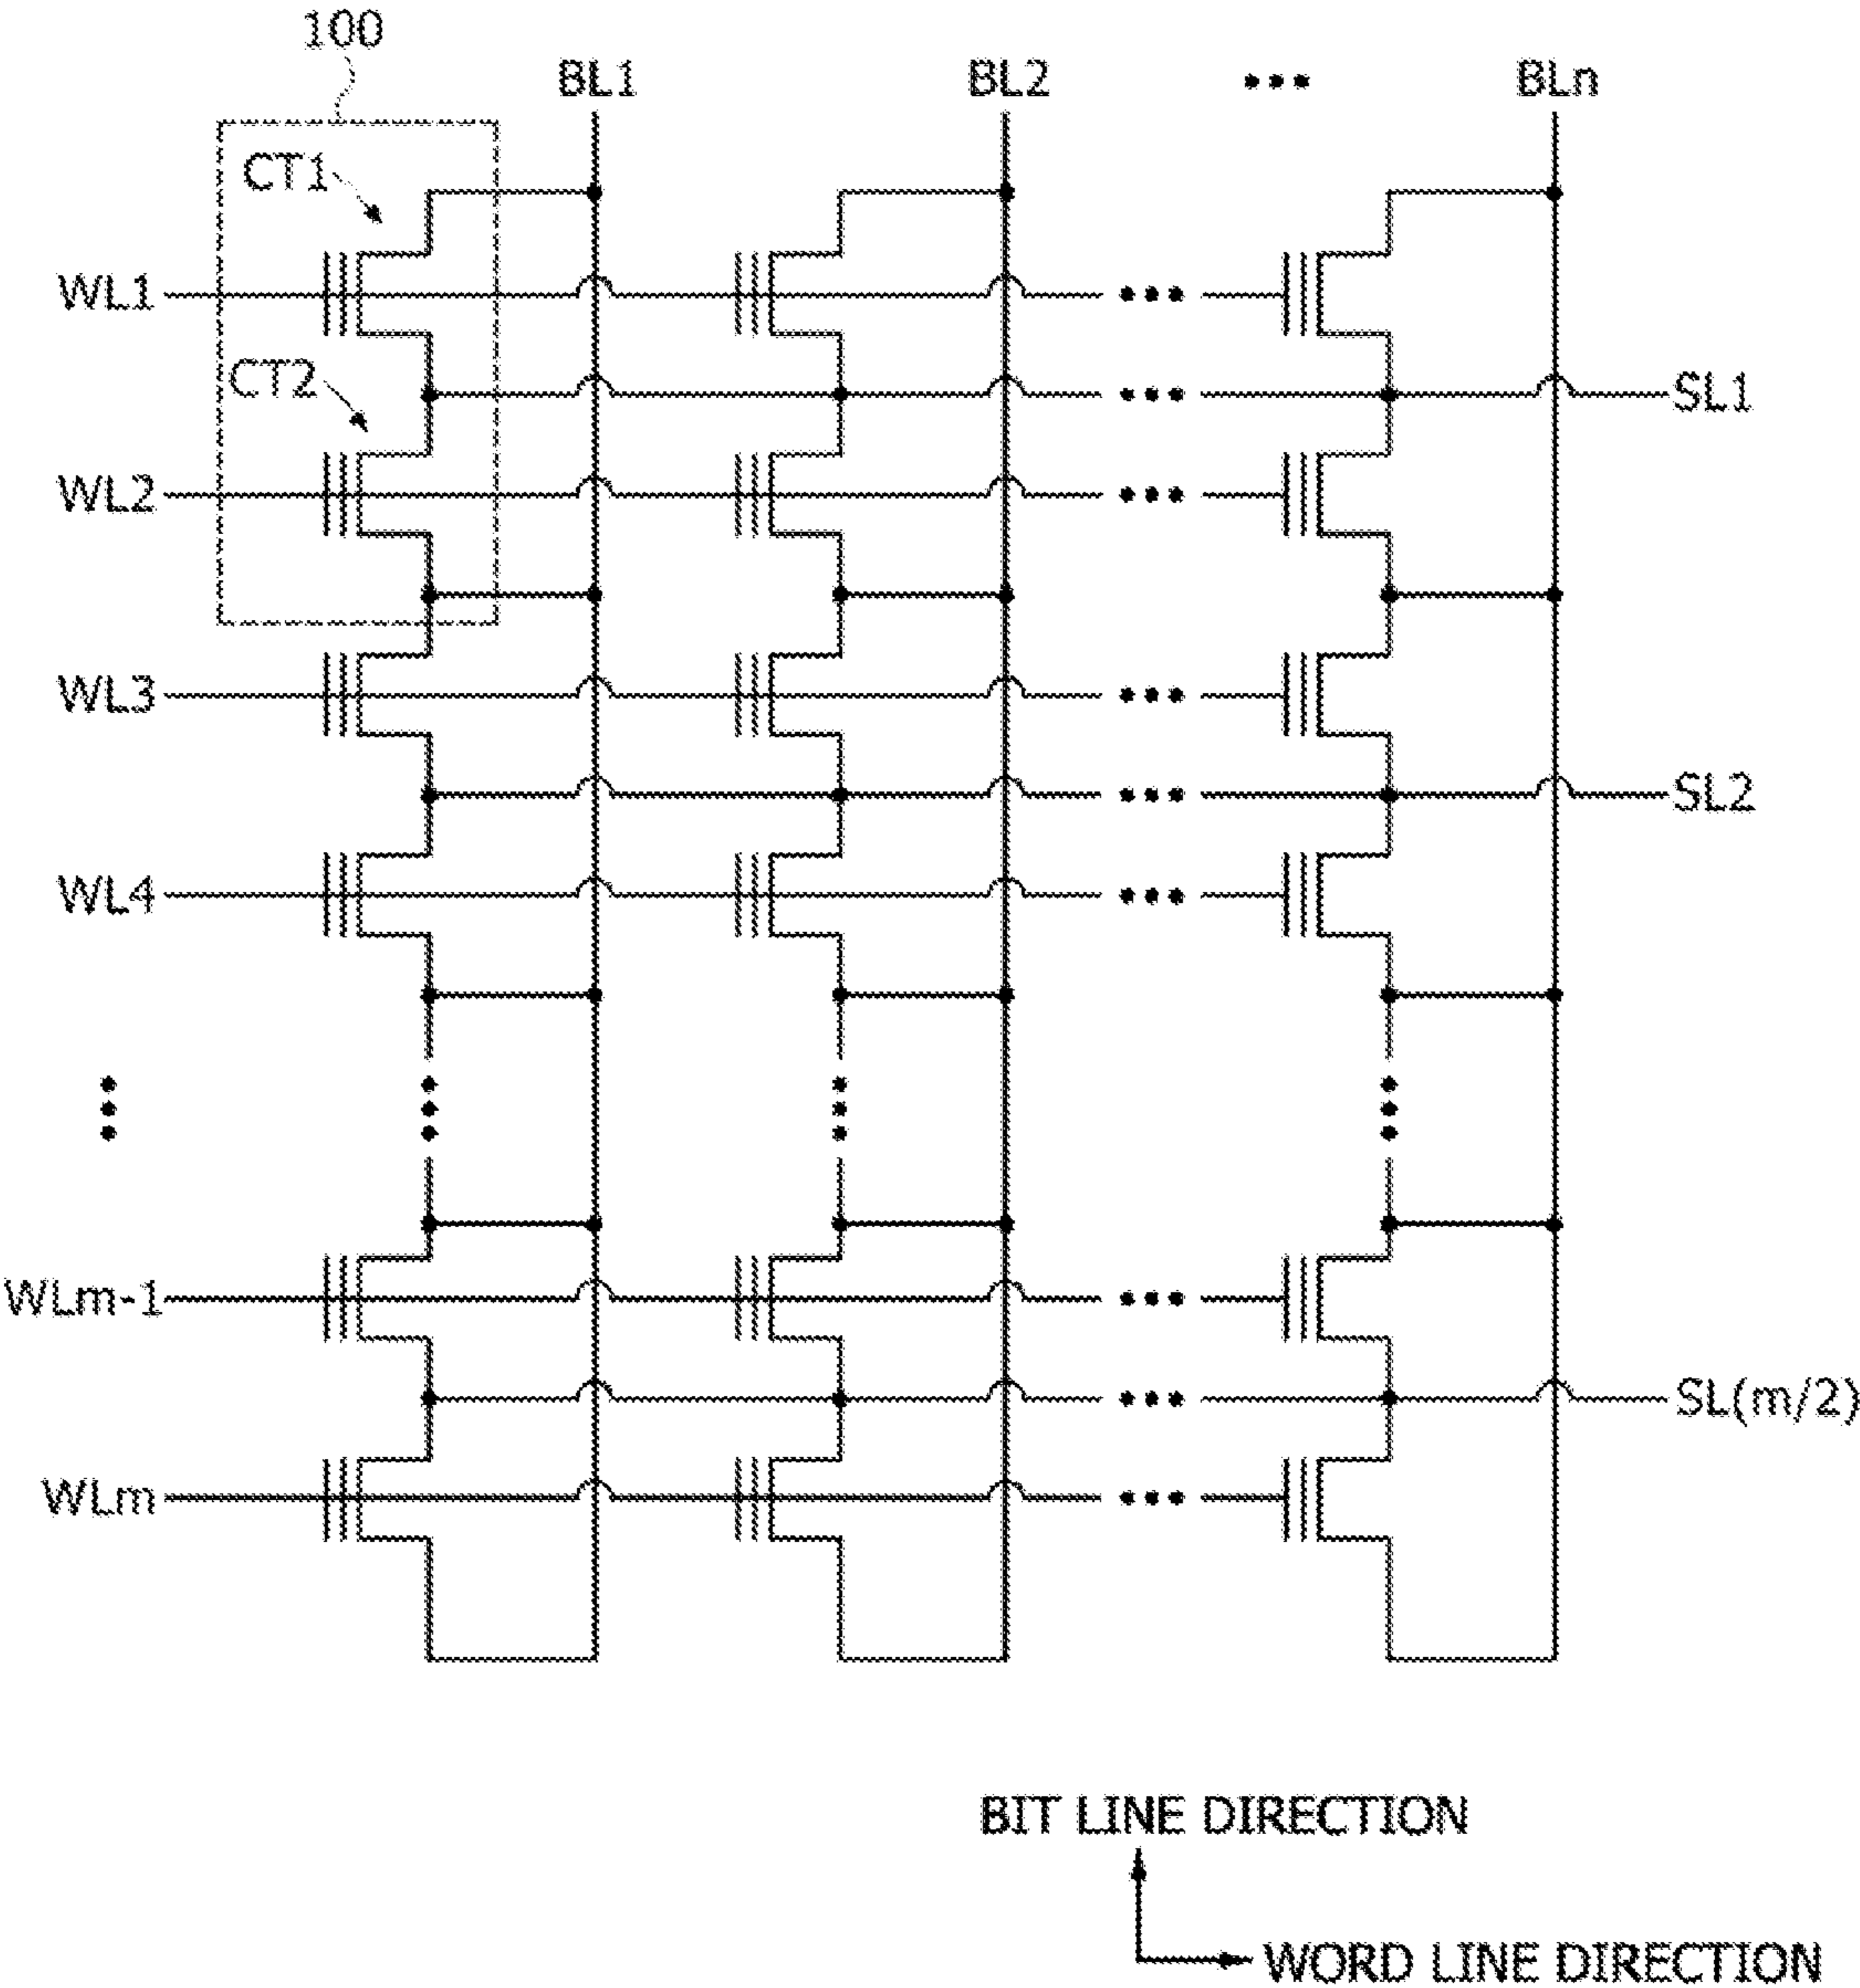 100
BL1 BL2 ••• BLn
CT1
WL1 •••
CT2 ••• SL1
WL2 •••
WL3 •••
••• SL2
WL4 •••
WLm-1 •••
••• SL(m/2)
WLm •••
BIT LINE DIRECTION
WORD LINE DIRECTION